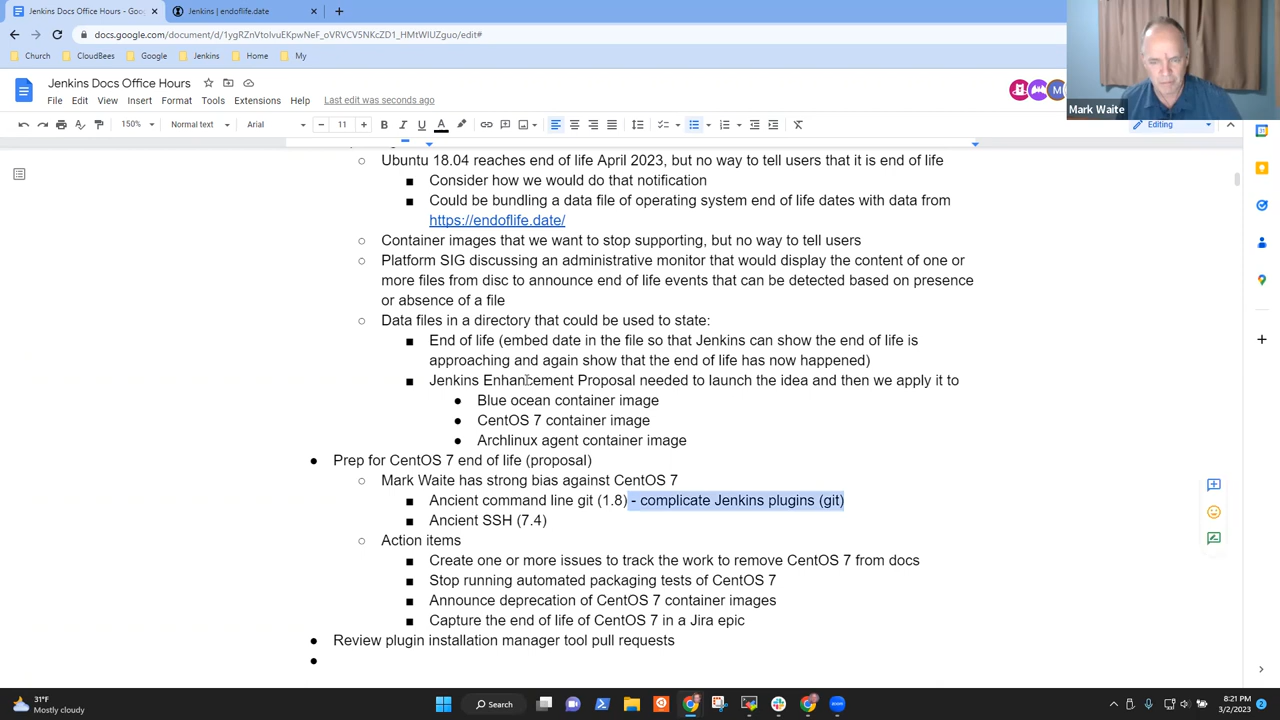 Jenkins Docs Office Hours - Goo
Jenkins | endoflife.date
docs.google.com/document/d/1ygRZnVtoIvuEKpwNeF_oVRVCV5NKcZD1_HMtWlUZguo/edit#
Church
CloudBees
Google
Jenkins
Home
My
Jenkins Docs Office Hours
File Edit View Insert Format Tools Extensions Help Last edit was seconds ago
150% Normal text Arial 11 Editing
Mark Waite
Ubuntu 18.04 reaches end of life April 2023, but no way to tell users that it is end of life
Consider how we would do that notification
Could be bundling a data file of operating system end of life dates with data from
https://endoflife.date/
Container images that we want to stop supporting, but no way to tell users
Platform SIG discussing an administrative monitor that would display the content of one or
more files from disc to announce end of life events that can be detected based on presence
or absence of a file
Data files in a directory that could be used to state:
End of life (embed date in the file so that Jenkins can show the end of life is
approaching and again show that the end of life has now happened)
Jenkins Enhancement Proposal needed to launch the idea and then we apply it to
Blue ocean container image
CentOS 7 container image
Archlinux agent container image
Prep for CentOS 7 end of life (proposal)
Mark Waite has strong bias against CentOS 7
Ancient command line git (1.8) - complicate Jenkins plugins (git)
Ancient SSH (7.4)
Action items
Create one or more issues to track the work to remove CentOS 7 from docs
Stop running automated packaging tests of CentOS 7
Announce deprecation of CentOS 7 container images
Capture the end of life of CentOS 7 in a Jira epic
Review plugin installation manager tool pull requests
31°F
Mostly cloudy
Search
8:21 PM
3/2/2023